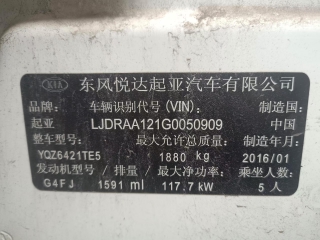 KIA 东风悦达起亚汽车有限公司
品牌: 车辆识别代号(VIN): 制造国:
起亚 LJDRAA121G0050909 中国
整车型号: 最大允许总质量: 制造年月:
YQZ6421TE5 1880 kg 2016/01
发动机型号 / 排量 / 最大净功率: 乘坐人数:
G4FJ 1591 ml 117.7 kW 5 人